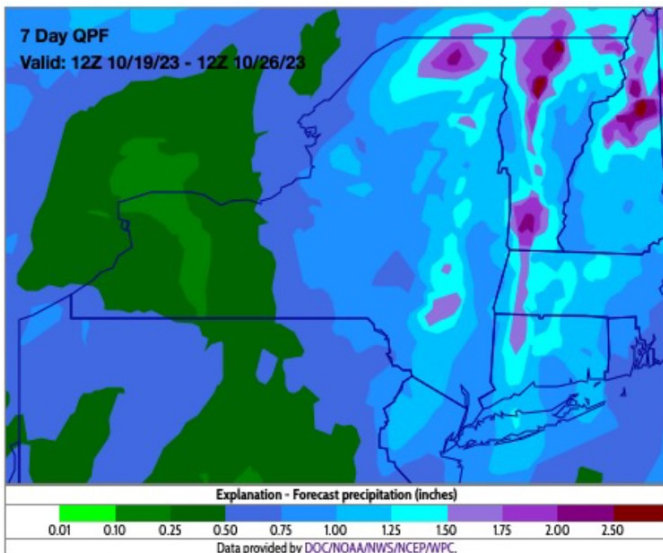 7 Day QPF
Valid: 12Z 10/19/23 - 12Z 10/26/23
Explanation - Forecast precipitation (inches)
0.01 0.10 0.25 0.50 0.75 1.00 1.25 1.50 1.75 2.00 2.50
Data provided by DOC/NOAA/NWS/NCEP/WPC.